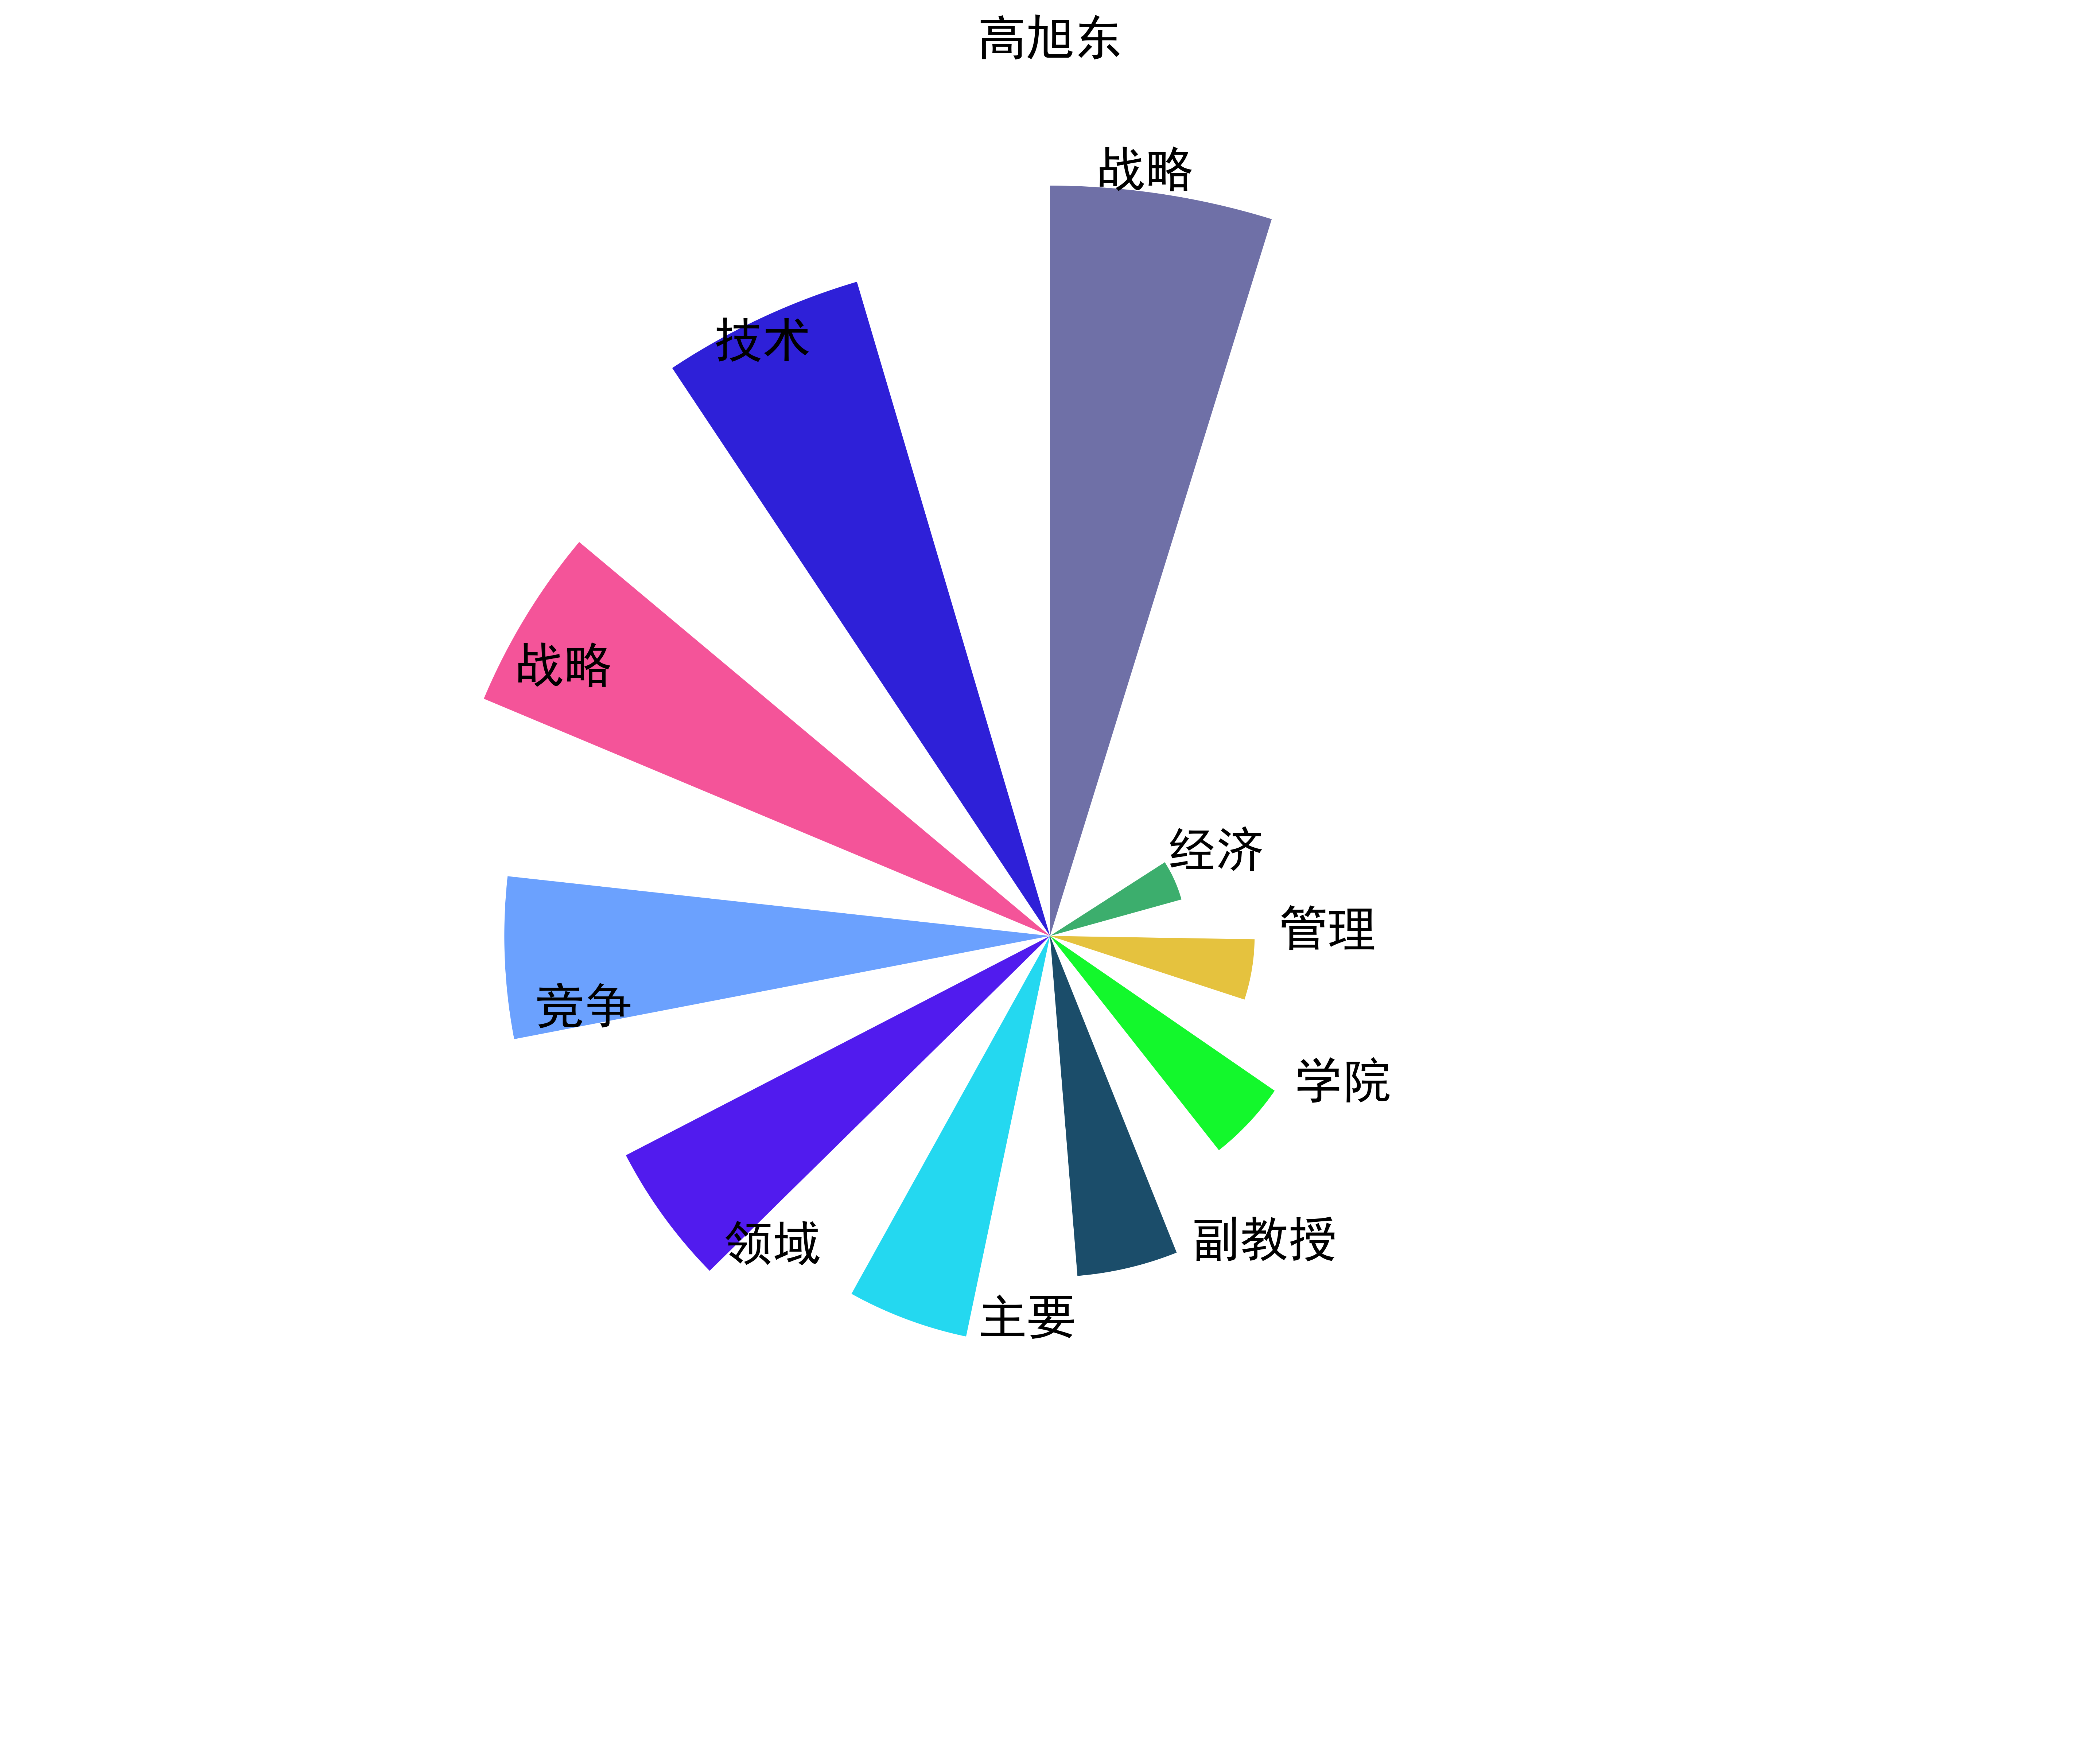 高旭东
战略
技术
战略
经济
管理
竞争
学院
副教授
领域
主要